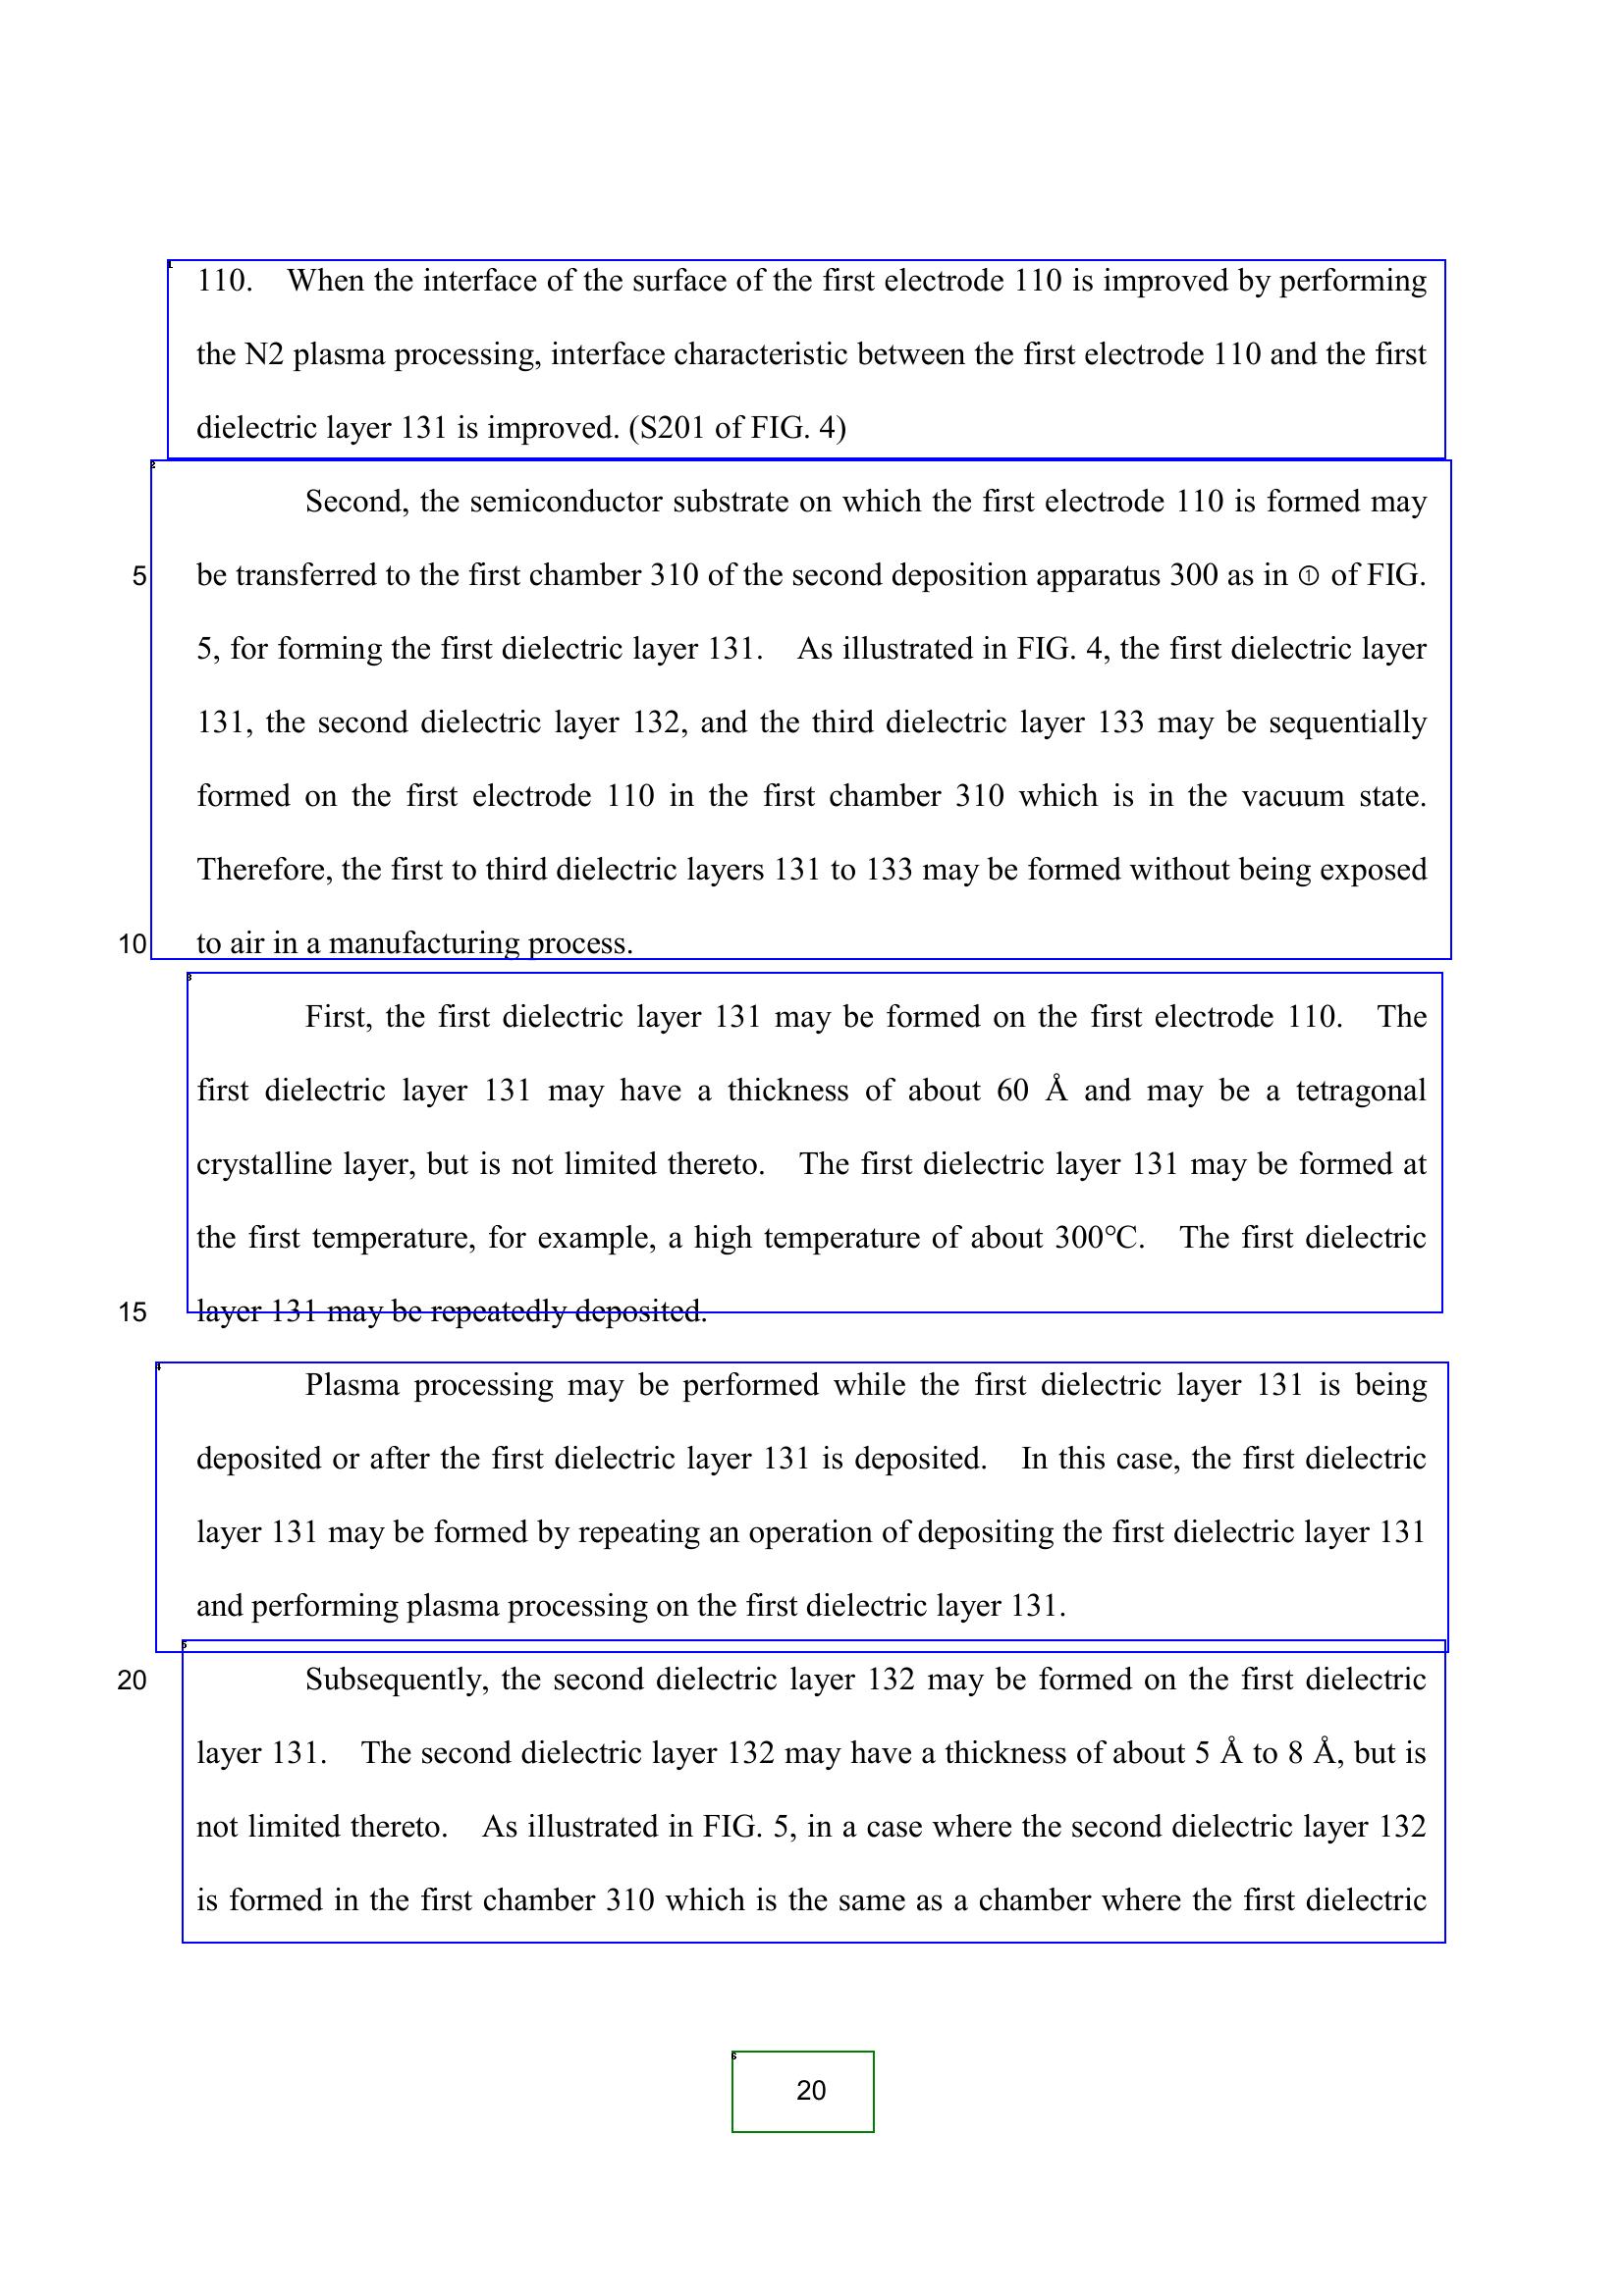 110. When the interface of the surface of the first electrode 110 is improved by performing
the N2 plasma processing, interface characteristic between the first electrode 110 and the first
dielectric layer 131 is improved. (S201 of FIG. 4)
Second, the semiconductor substrate on which the first electrode 110 is formed may
5 be transferred to the first chamber 310 of the second deposition apparatus 300 as in ① of FIG.
5, for forming the first dielectric layer 131. As illustrated in FIG. 4, the first dielectric layer
131, the second dielectric layer 132, and the third dielectric layer 133 may be sequentially
formed on the first electrode 110 in the first chamber 310 which is in the vacuum state.
Therefore, the first to third dielectric layers 131 to 133 may be formed without being exposed
10 to air in a manufacturing process.
First, the first dielectric layer 131 may be formed on the first electrode 110. The
first dielectric layer 131 may have a thickness of about 60 Å and may be a tetragonal
crystalline layer, but is not limited thereto. The first dielectric layer 131 may be formed at
the first temperature, for example, a high temperature of about 300℃. The first dielectric
15 layer 131 may be repeatedly deposited.
Plasma processing may be performed while the first dielectric layer 131 is being
deposited or after the first dielectric layer 131 is deposited. In this case, the first dielectric
layer 131 may be formed by repeating an operation of depositing the first dielectric layer 131
and performing plasma processing on the first dielectric layer 131.
20 Subsequently, the second dielectric layer 132 may be formed on the first dielectric
layer 131. The second dielectric layer 132 may have a thickness of about 5 Å to 8 Å, but is
not limited thereto. As illustrated in FIG. 5, in a case where the second dielectric layer 132
is formed in the first chamber 310 which is the same as a chamber where the first dielectric
20